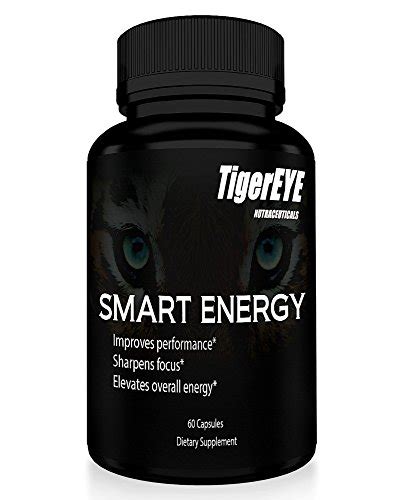 TigerEYE
NUTRACEUTICALS
SMART ENERGY
Improves performance*
Sharpens focus*
Elevates overall energy*
60 Capsules
Dietary Supplement